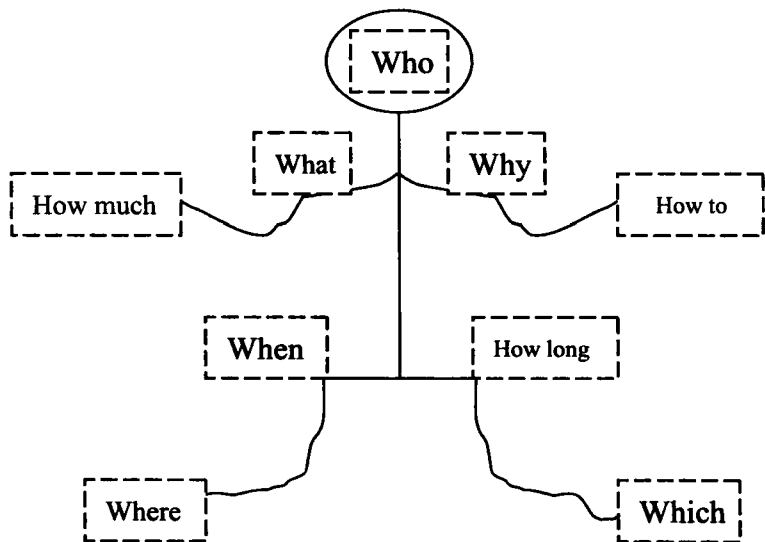 Who
What
Why
How much
How to
When
How long
Where
Which